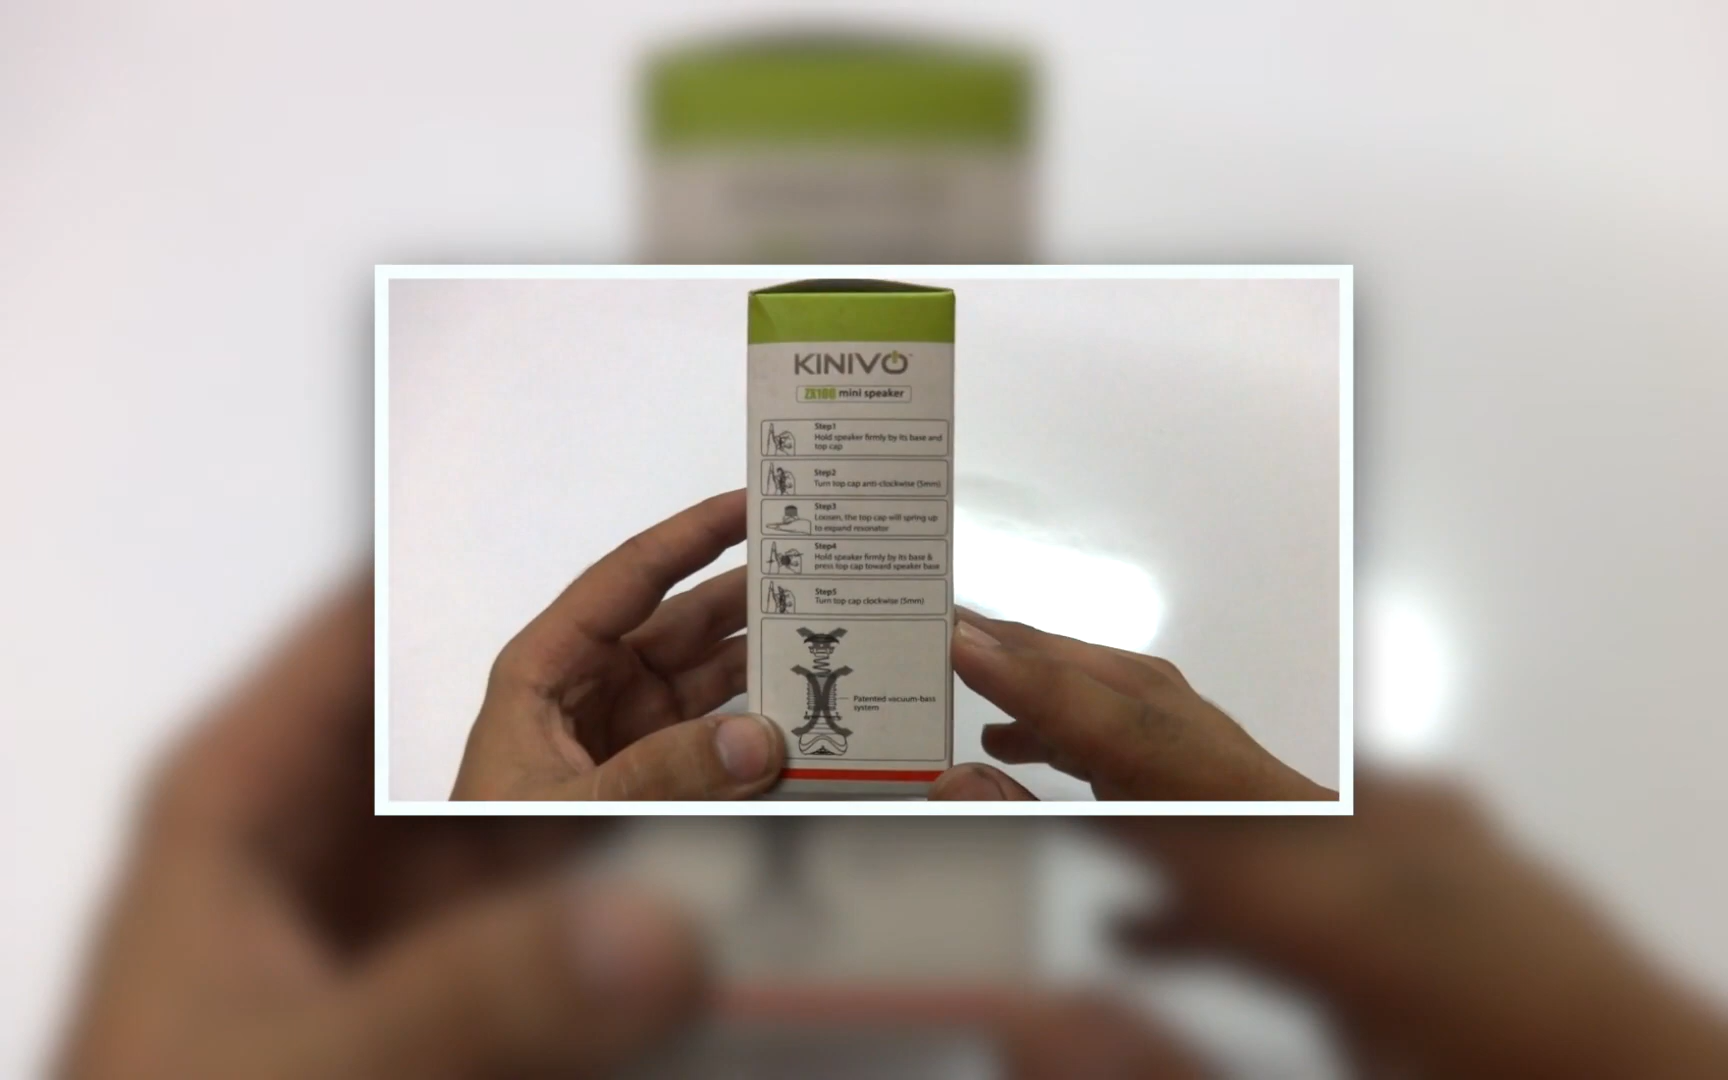 KINIVO
ZX100 mini speaker
Step1
Hold speaker firmly by its base and
top cap
Step2
Turn top cap anti-clockwise (5mm)
Step3
Loosen, the top cap will spring up
to expand resonator
Step4
Hold speaker firmly by its base &
press top cap toward speaker base
Step5
Turn top cap clockwise (5mm)
Patented vacuum-bass
system